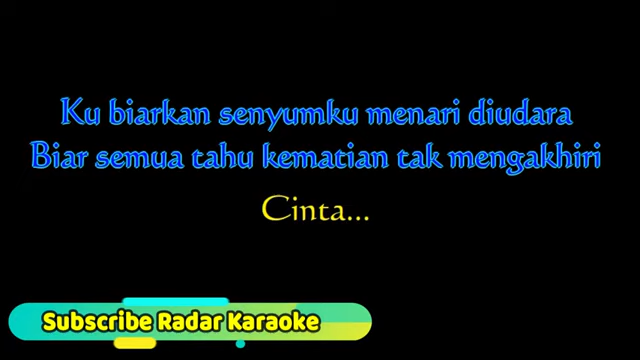 Ku biarkan senyumku menari diudara
Biar semua tahu kematian tak mengakhiri
Cinta...
Subscribe Radar Karaoke